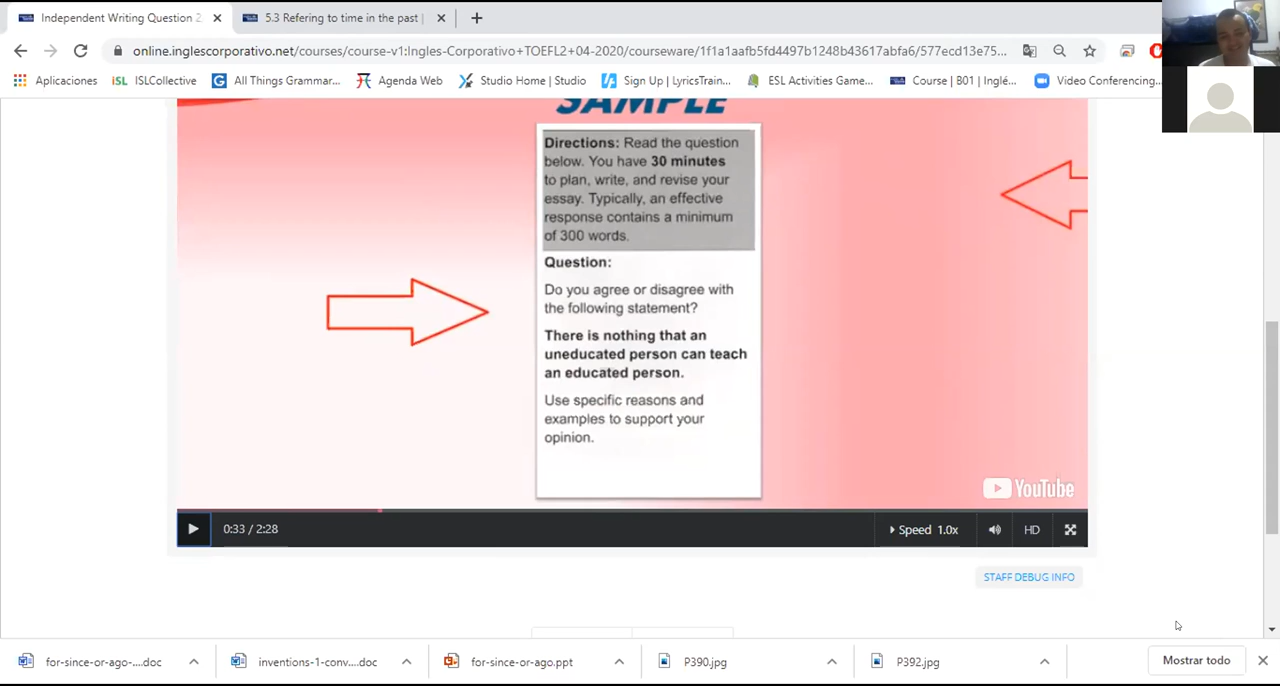 Independent Writing Question 2
5.3 Refering to time in the past |
online.inglescorporativo.net/courses/course-v1:Ingles-Corporativo+TOEFL2+04-2020/courseware/1f1a1aafb5fd4497b1248b43617abfa6/577ecd13e75...
Aplicaciones
iSL ISLCollective
G All Things Grammar...
Agenda Web
Studio Home | Studio
Sign Up | LyricsTrain...
ESL Activities Game...
Course | B01 | Inglé...
Video Conferencing...
SAMPLE
Directions: Read the question
below. You have 30 minutes
to plan, write, and revise your
essay. Typically, an effective
response contains a minimum
of 300 words.
Question:
Do you agree or disagree with
the following statement?
There is nothing that an
uneducated person can teach
an educated person.
Use specific reasons and
examples to support your
opinion.
YouTube
0:33 / 2:28
Speed 1.0x
HD
STAFF DEBUG INFO
for-since-or-ago-....doc
inventions-1-conv....doc
for-since-or-ago.ppt
P390.jpg
P392.jpg
Mostrar todo